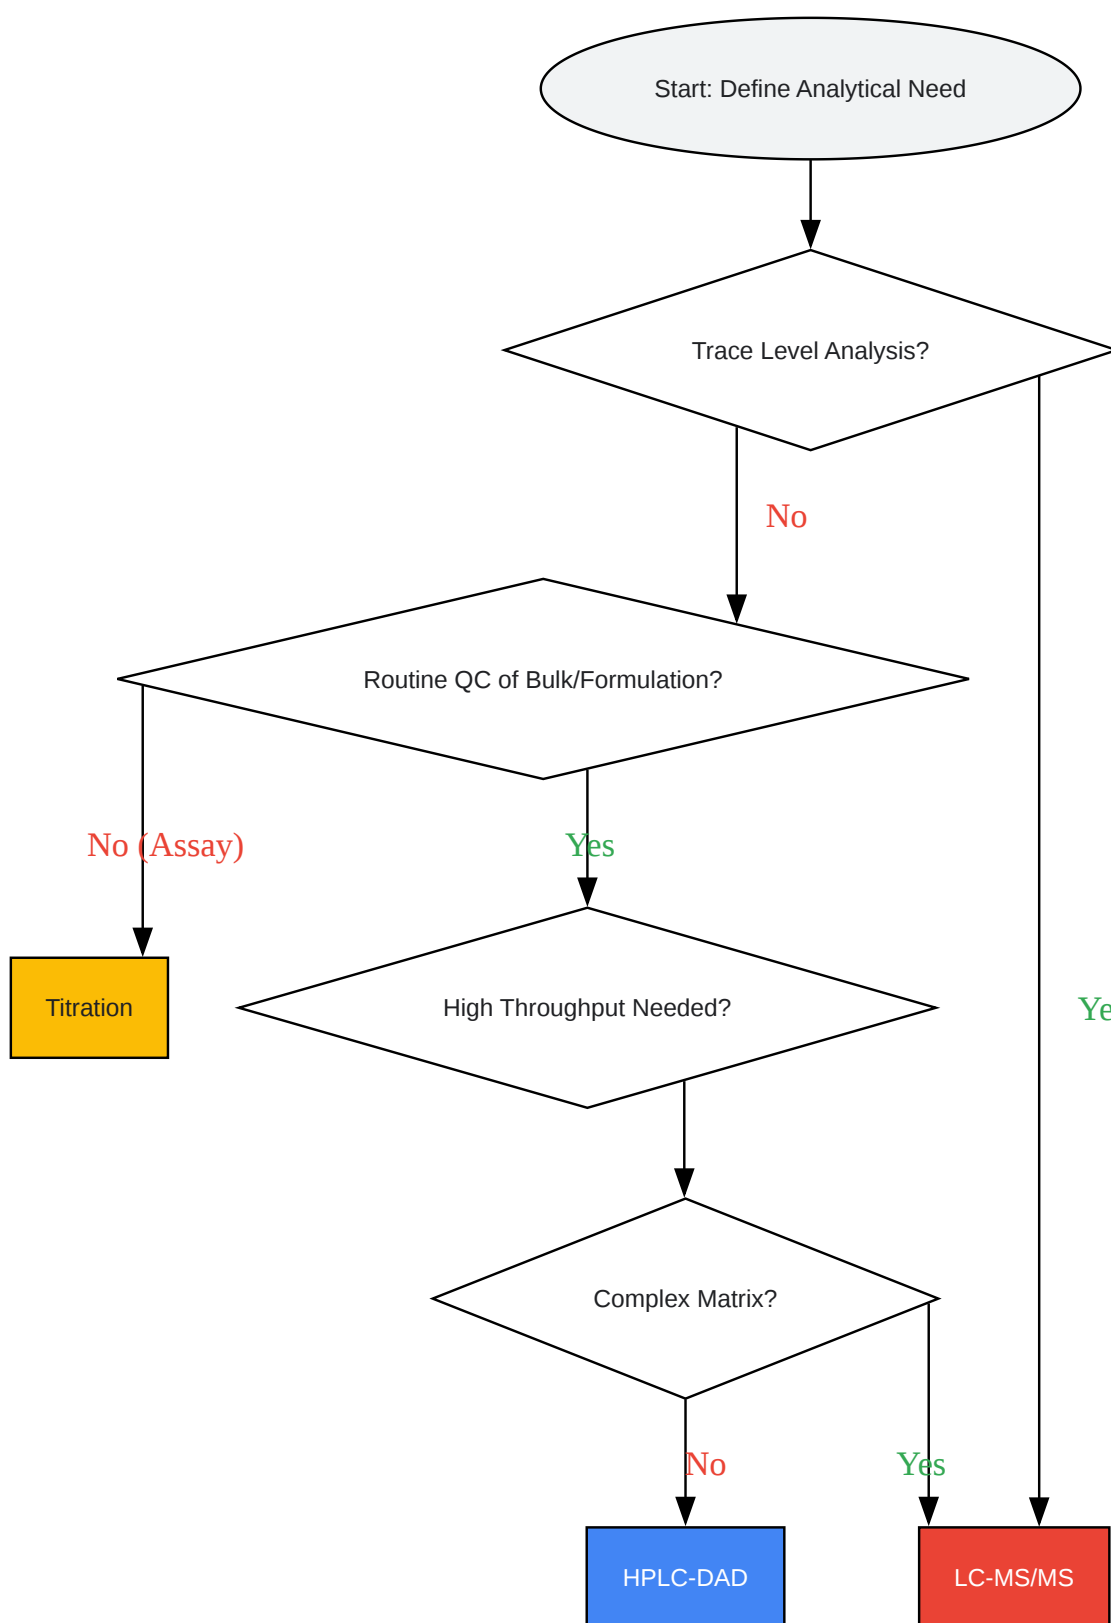 Start: Define Analytical Need
Trace Level Analysis?
No
Routine QC of Bulk/Formulation?
No (Assay)
Yes
Titration
High Throughput Needed?
Ye
Complex Matrix?
No
Yes
HPLC-DAD
LC-MS/MS